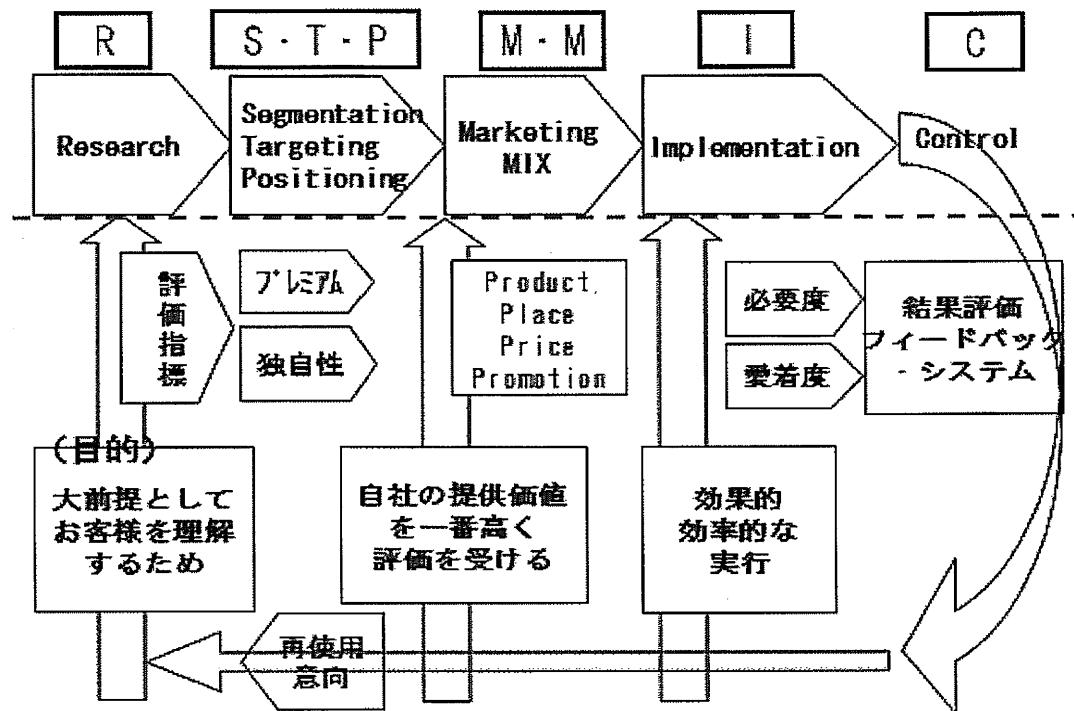 R
S・T・P
M・M
I
C
Research
Segmentation
Targeting
Positioning
Marketing
MIX
Implementation
Control
評
価
指
標
プレミアム
独自性
Product,
Place
Price
Promotion
必要度
愛着度
結果評価
フィードバック
・システム
(目的)
大前提として
お客様を理解
するため
自社の提供価値
を一番高く
評価を受ける
効果的
効率的な
実行
再使用
意向